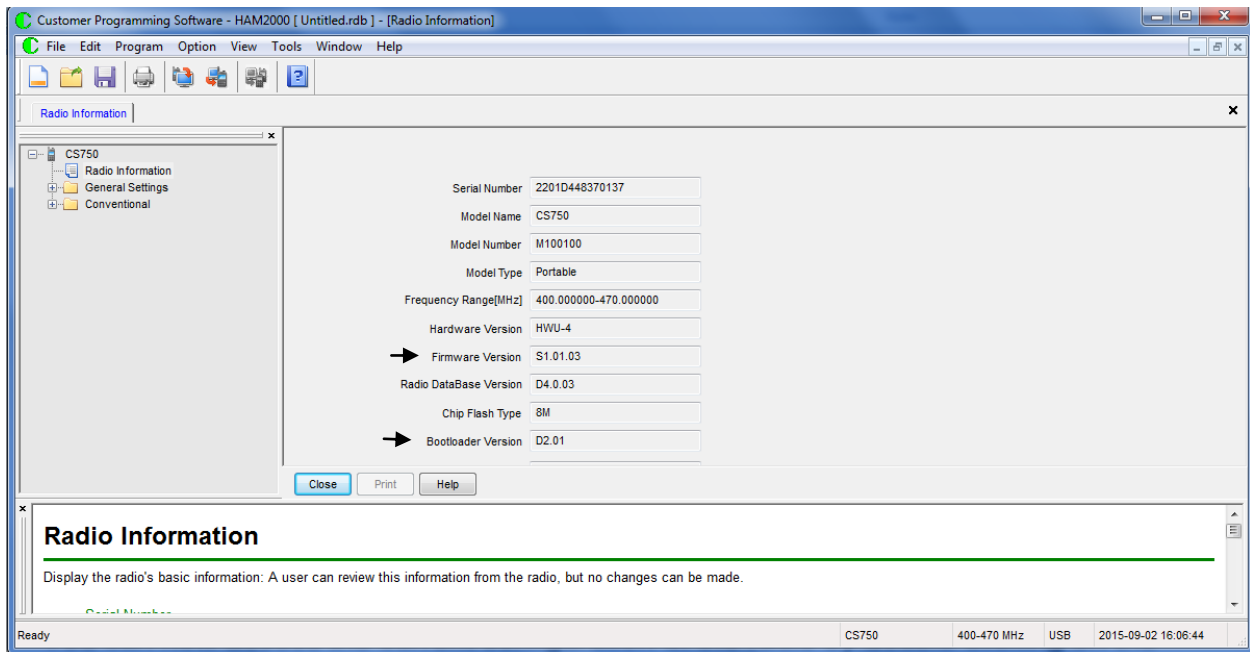 Customer Programming Software - HAM2000 [ Untitled.rdb ] - [Radio Information]
File Edit Program Option View Tools Window Help
Radio Information
CS750
Radio Information
General Settings
Conventional
Serial Number 2201D448370137
Model Name CS750
Model Number M100100
Model Type Portable
Frequency Range[MHz] 400.000000-470.000000
Hardware Version HWU-4
Firmware Version S1.01.03
Radio DataBase Version D4.0.03
Chip Flash Type 8M
Bootloader Version D2.01
Close Print Help
Radio Information
Display the radio's basic information: A user can review this information from the radio, but no changes can be made.
Serial Number
Ready CS750 400-470 MHz USB 2015-09-02 16:06:44